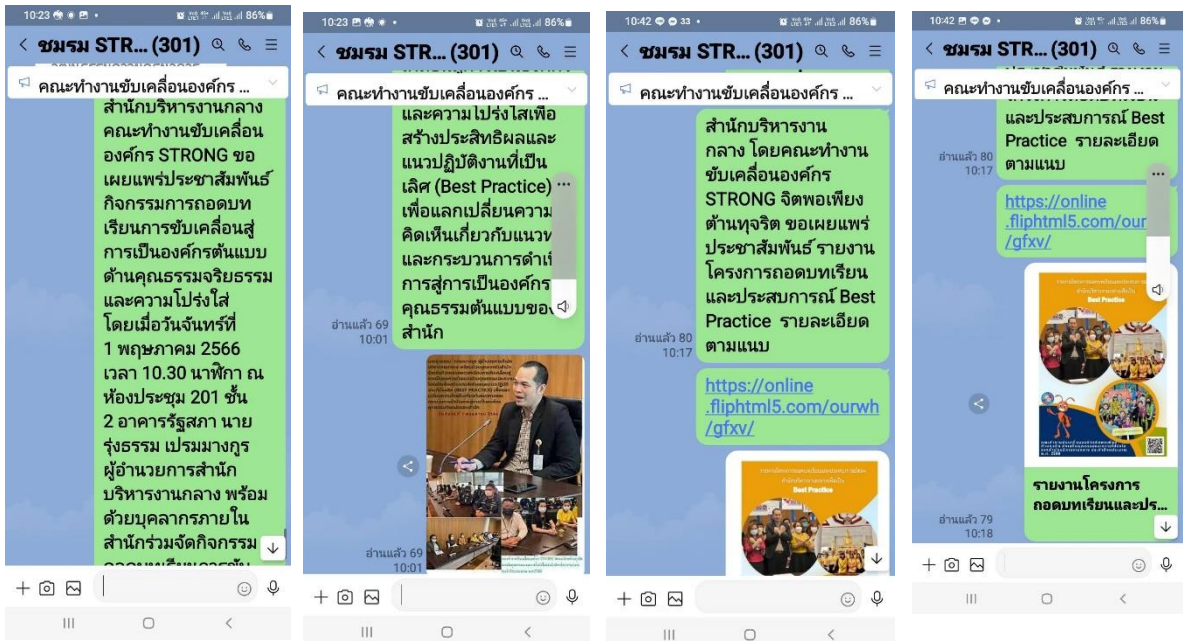 10:23
86%
ชมรม STR... (301)
คณะทำงานขับเคลื่อนองค์กร ...
สำนักบริหารงานกลาง
คณะทำงานขับเคลื่อน
องค์กร STRONG ขอ
เผยแพร่ประชาสัมพันธ์
กิจกรรมการถอดบท
เรียนการขับเคลื่อนสู่
การเป็นองค์กรต้นแบบ
ด้านคุณธรรมจริยธรรม
และความโปร่งใส่
โดยเมื่อวันจันทร์ที่
1 พฤษภาคม 2566
เวลา 10.30 นาฬิกา ณ
ห้องประชุม 201 ชั้น
2 อาคารรัฐสภา นาย
รุ่งธรรม เปรมมางกูร
ผู้อำนวยการสำนัก
บริหารงานกลาง พร้อม
ด้วยบุคลากรภายใน
สำนักร่วมจัดกิจกรรม
10:23
86%
ชมรม STR... (301)
คณะทำงานขับเคลื่อนองค์กร ...
และความโปร่งใสเพื่อ
สร้างประสิทธิผลและ
แนวปฏิบัติงานที่เป็น
เลิศ (Best Practice)
เพื่อแลกเปลี่ยนความ
คิดเห็นเกี่ยวกับแนวท
และกระบวนการดำเนิ
การสู่การเป็นองค์กร
คุณธรรมต้นแบบของ
สำนัก
อ่านแล้ว 69
10:01
อ่านแล้ว 69
10:01
10:42
33
86%
ชมรม STR... (301)
คณะทำงานขับเคลื่อนองค์กร ...
สำนักบริหารงาน
กลาง โดยคณะทำงาน
ขับเคลื่อนองค์กร
STRONG จิตพอเพียง
ต้านทุจริต ขอเผยแพร่
ประชาสัมพันธ์ รายงาน
โครงการถอดบทเรียน
และประสบการณ์ Best
Practice รายละเอียด
ตามแนบ
อ่านแล้ว 80
10:17
https://online
.fliphtml5.com/ourwh
/gfxv/
Best Practice
10:42
86%
ชมรม STR... (301)
คณะทำงานขับเคลื่อนองค์กร ...
และประสบการณ์ Best
Practice รายละเอียด
ตามแนบ
อ่านแล้ว 80
10:17
https://online
.fliphtml5.com/our
/gfxv/
Best Practice
รายงานโครงการ
ถอดบทเรียนและปร...
อ่านแล้ว 79
10:18